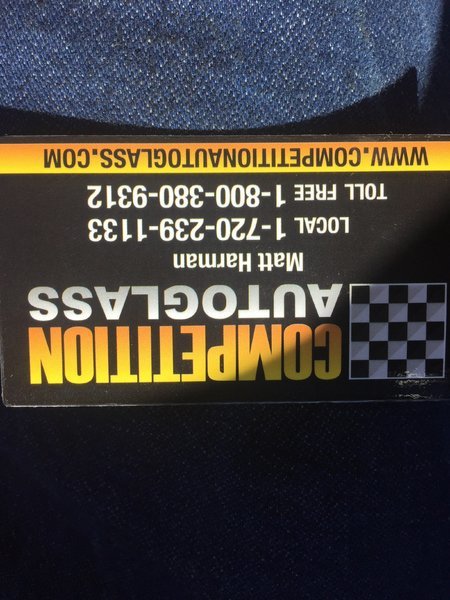 COMPETITION
AUTOGLASS
Matt Harman
LOCAL 1-720-239-1133
TOLL FREE 1-800-380-9312
WWW.COMPETITIONAUTOGLASS.COM